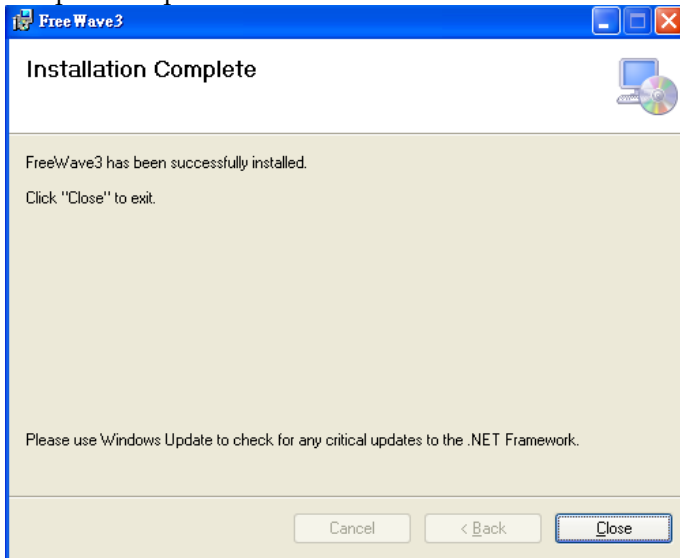 FreeWave3
Installation Complete
FreeWave3 has been successfully installed.
Click "Close" to exit.
Please use Windows Update to check for any critical updates to the .NET Framework.
Cancel
< Back
Close